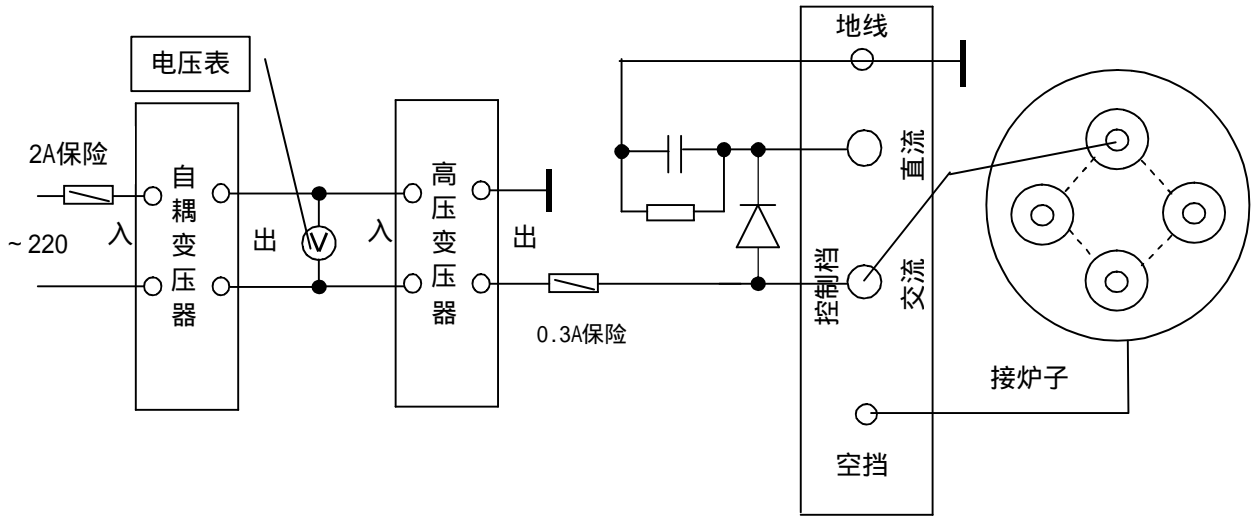 地线
电压表
2A保险
~220
入
自耦变压器
出
V
入
高压变压器
出
0.3A保险
直流
控制档
交流
空挡
接炉子